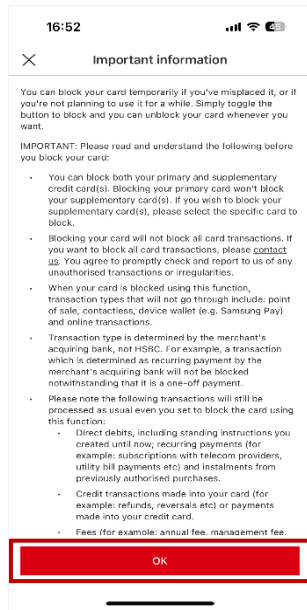 16:52
45
Important information
You can block your card temporarily if you've misplaced it, or if
you're not planning to use it for a while. Simply toggle the
button to block and you can unblock your card whenever you
want.
IMPORTANT: Please read and understand the following before
you block your card:
• You can block both your primary and supplementary
credit card(s). Blocking your primary card won't block
your supplementary card(s). If you wish to block your
supplementary card(s), please select the specific card to
block.
• Blocking your card will not block all card transactions. If
you want to block all card transactions, please contact
us. You agree to promptly check and report to us of any
unauthorised transactions or irregularities.
• When your card is blocked using this function,
transaction types that will not go through include: point
of sale, contactless, device wallet (e.g. Samsung Pay)
and online transactions.
• Transaction type is determined by the merchant's
acquiring bank, not HSBC. For example, a transaction
which is determined as recurring payment by the
merchant's acquiring bank will not be blocked
notwithstanding that it is a one-off payment.
• Please note the following transactions will still be
processed as usual even you set to block the card using
this function:
• Direct debits, including standing instructions you
created until now; recurring payments (for
example: subscriptions with telecom providers,
utility bill payments etc) and instalments from
previously authorised purchases.
• Credit transactions made into your card (for
example: refunds, reversals etc) or payments
made into your credit card.
• Fees (for example: annual fee, management fee,
OK